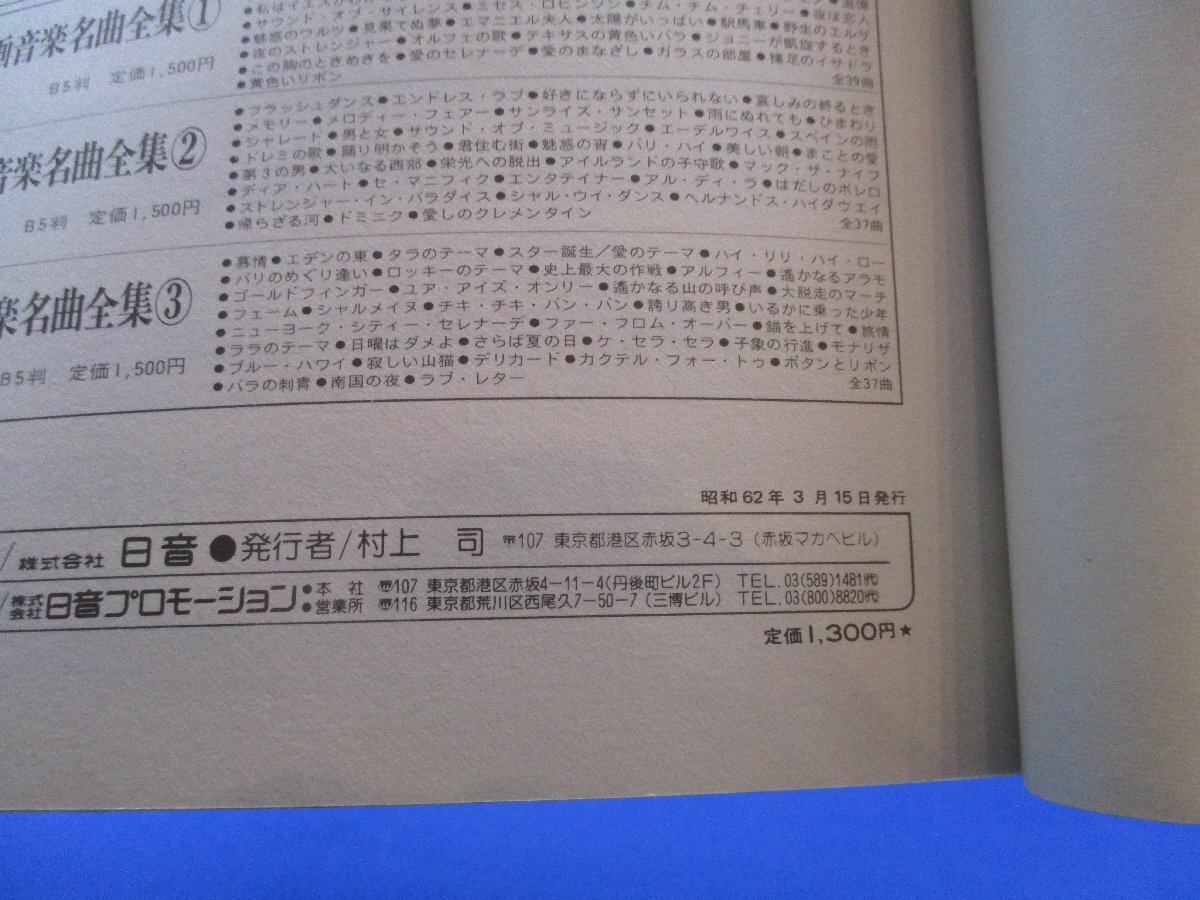 画音楽名曲全集①
B5判 定価1,500円
サウンド・オブ・サイレンス●ミセス・ロビンソン●チム・チム・チェリー●夜は恋人
●魅惑のワルツ●見果てぬ夢●エマニエル夫人●太陽がいっぱい●駅馬車●野生のエルザ
●夜のストレンジャー●オルフェの歌●テキサスの黄色いバラ●ジョニーが凱旋するとき
●この胸のときめきを●愛のセレナーデ●愛のまなざし●ガラスの部屋●裸足のイサドラ
●黄色いリボン
全39曲
音楽名曲全集②
B5判 定価1,500円
●フラッシュダンス●エンドレス・ラブ●好きにならずにいられない●哀しみの終るとき
●メモリー●メロディー・フェアー●サンライズ・サンセット●雨にぬれても●ひまわり
●シャレード●男と女●サウンド・オブ・ミュージック●エーデルワイス●スペインの雨
●ドレミの歌●踊り明かそう●君住む街●魅惑の宵●バリ・ハイ●美しい朝●まことの愛
●第3の男●大いなる西部●栄光への脱出●アイルランドの子守歌●マック・ザ・ナイフ
●ディア・ハート●セ・マニフィク●エンタテイナー●アル・ディ・ラ●はだしのボレロ
●ストレンジャー・イン・パラダイス●シャル・ウイ・ダンス●ヘルナンドス・ハイダウェイ
●帰らざる河●ドミニク●愛しのクレメンタイン
全37曲
楽名曲全集③
B5判 定価1,500円
●慕情●エデンの東●タラのテーマ●スター誕生／愛のテーマ●ハイ・リリ・ハイ・ロー
●パリのめぐり逢い●ロッキーのテーマ●史上最大の作戦●アルフィー●遙かなるアラモ
●ゴールドフィンガー●ユア・アイズ・オンリー●遙かなる山の呼び声●大脱走のマーチ
●フェーム●シャルメイヌ●チキ・チキ・バン・バン●誇り高き男●いるかに乗った少年
●ニューヨーク・シティー・セレナーデ●ファー・フロム・オーバー●錨を上げて●旅情
●ララのテーマ●日曜はダメよ●さらば夏の日●ケ・セラ・セラ●子象の行進●モナリザ
●ブルー・ハワイ●寂しい山猫●デリカード●カクテル・フォー・トゥ●ボタンとリボン
●バラの刺青●南国の夜●ラブ・レター
全37曲
昭和62年3月15日発行
／株式会社 日音●発行者／村上 司 〒107 東京都港区赤坂3-4-3（赤坂マカヘビル）
／株式会社 日音プロモーション●本社 〒107 東京都港区赤坂4-11-4(丹後町ビル2F) TEL.03(589)1481代
●営業所 〒116 東京都荒川区西尾久7-50-7（三博ビル） TEL.03(800)8820代
定価1,300円★